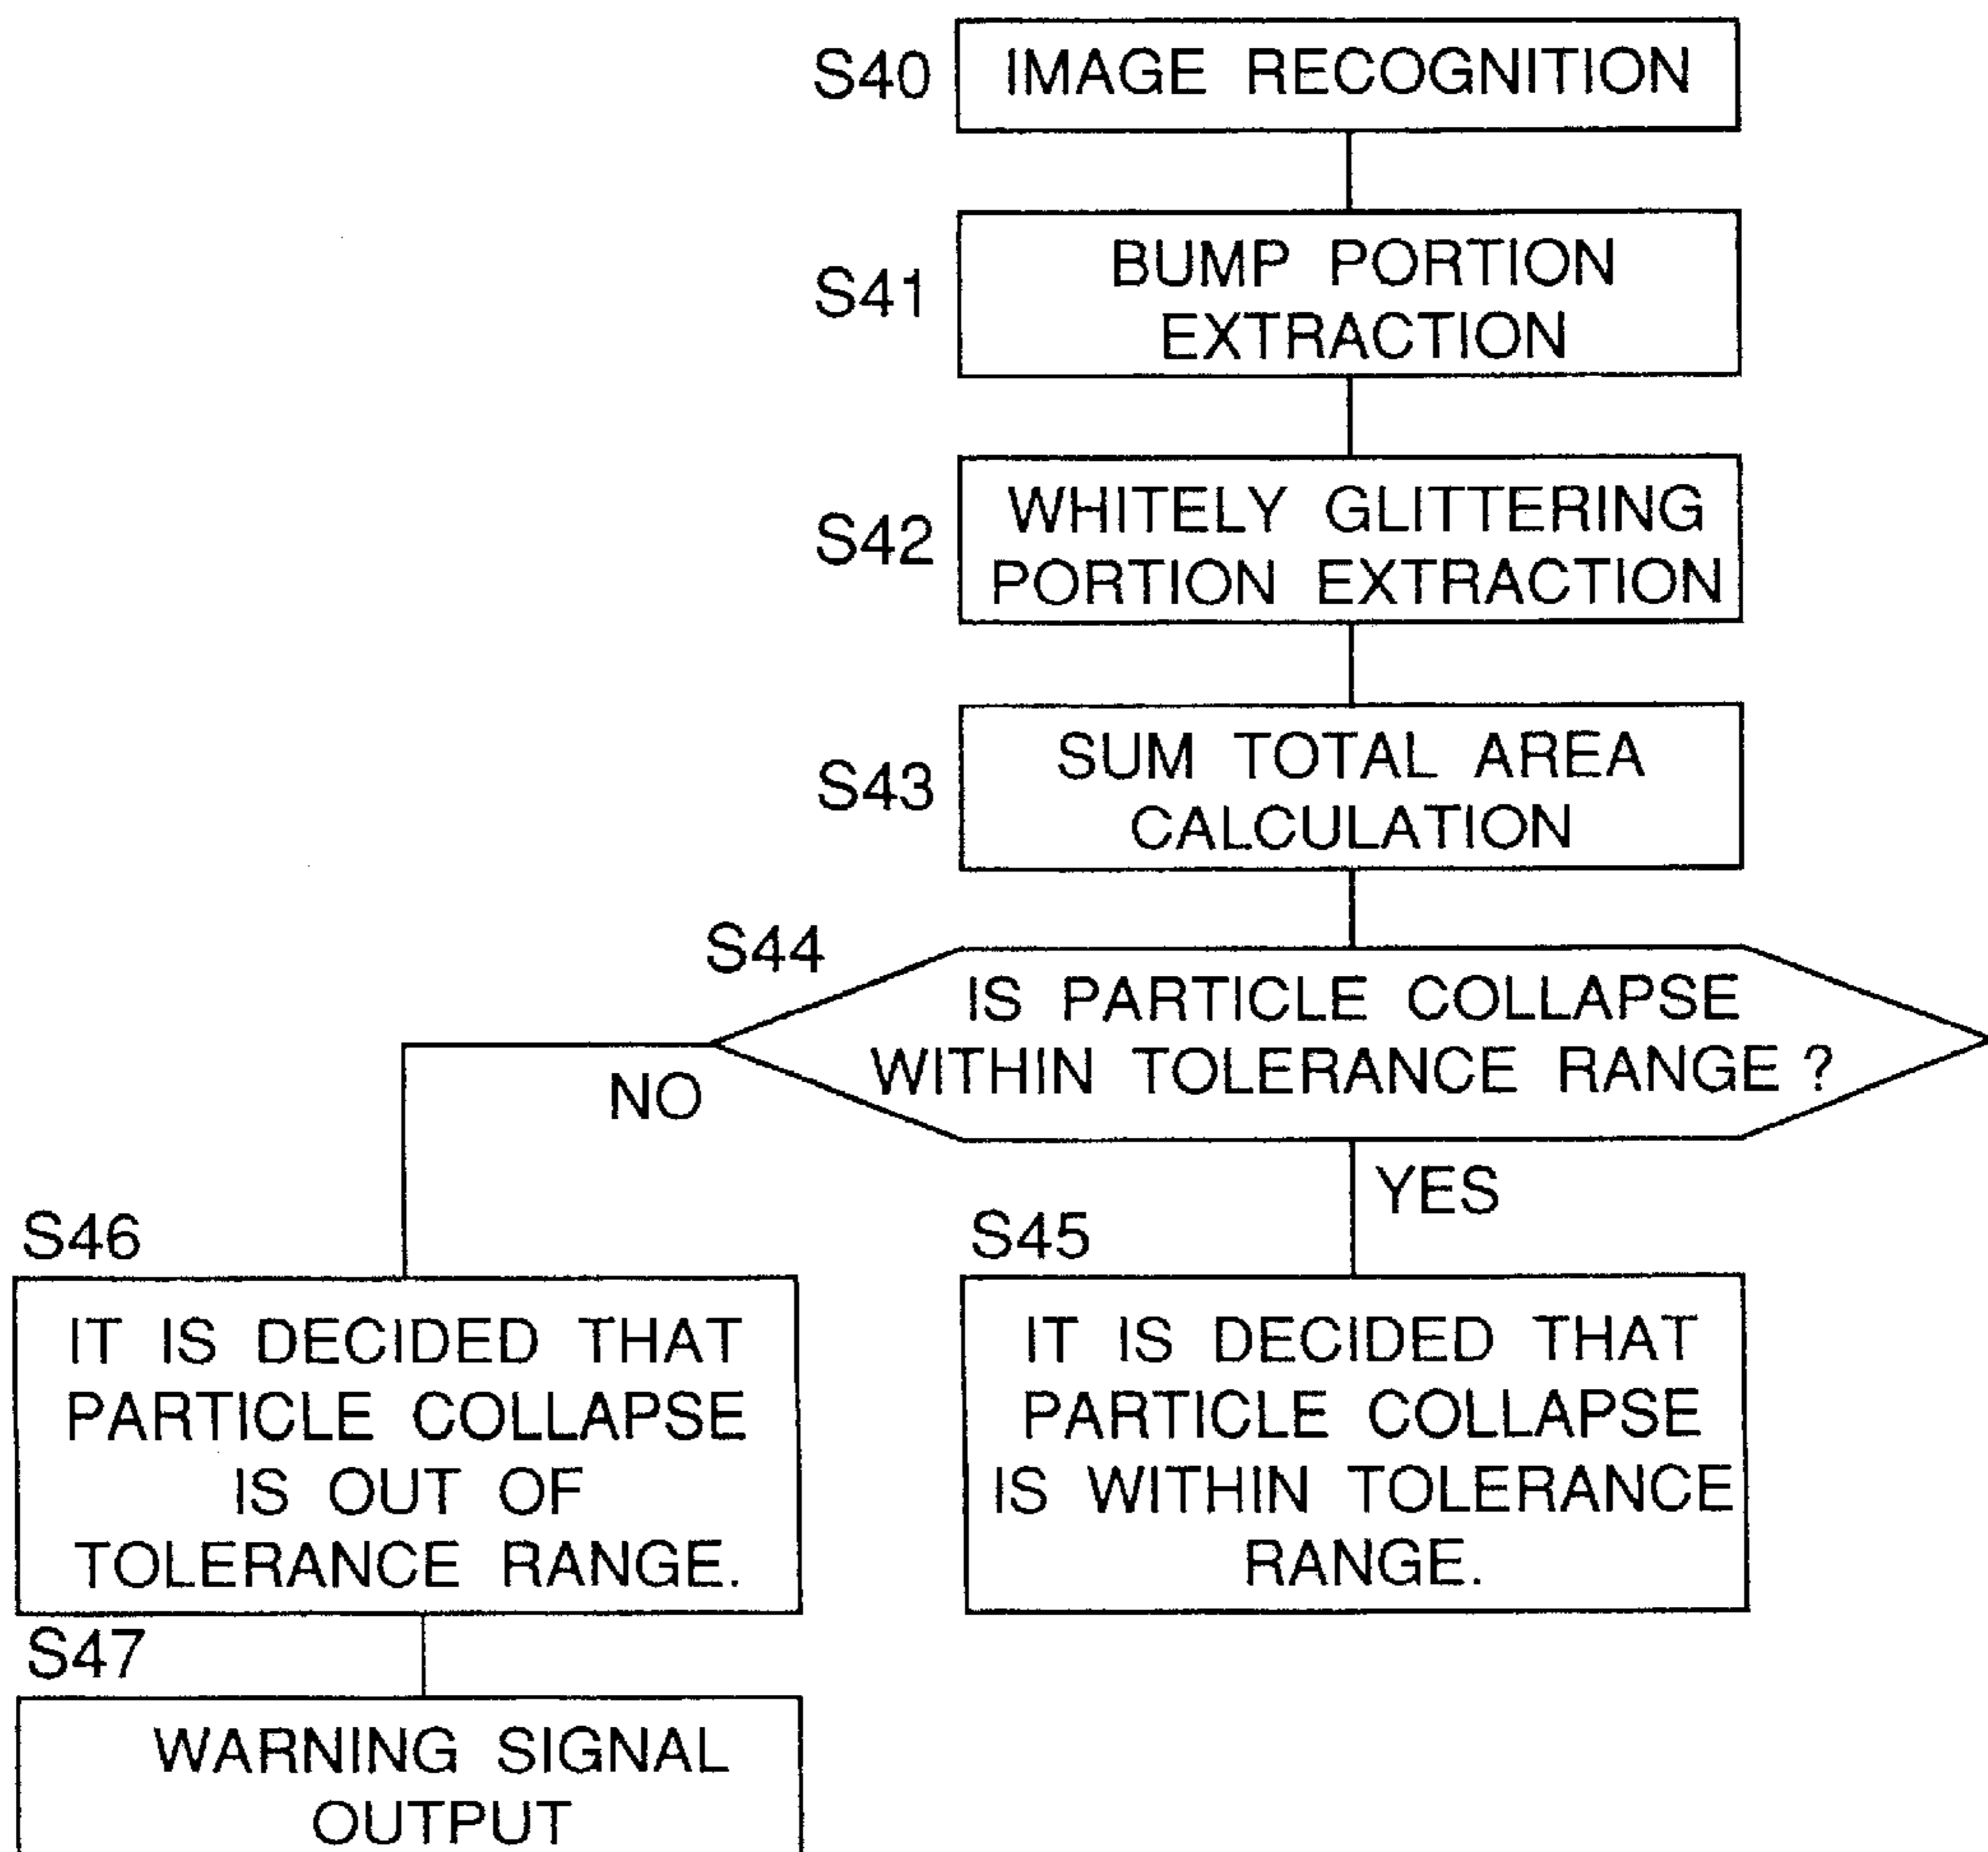 S40
IMAGE RECOGNITION
S41
BUMP PORTION
EXTRACTION
S42
WHITELY GLITTERING
PORTION EXTRACTION
S43
SUM TOTAL AREA
CALCULATION
S44
IS PARTICLE COLLAPSE
WITHIN TOLERANCE RANGE ?
NO
YES
S46
IT IS DECIDED THAT
PARTICLE COLLAPSE
IS OUT OF
TOLERANCE RANGE.
S45
IT IS DECIDED THAT
PARTICLE COLLAPSE
IS WITHIN TOLERANCE
RANGE.
S47
WARNING SIGNAL
OUTPUT